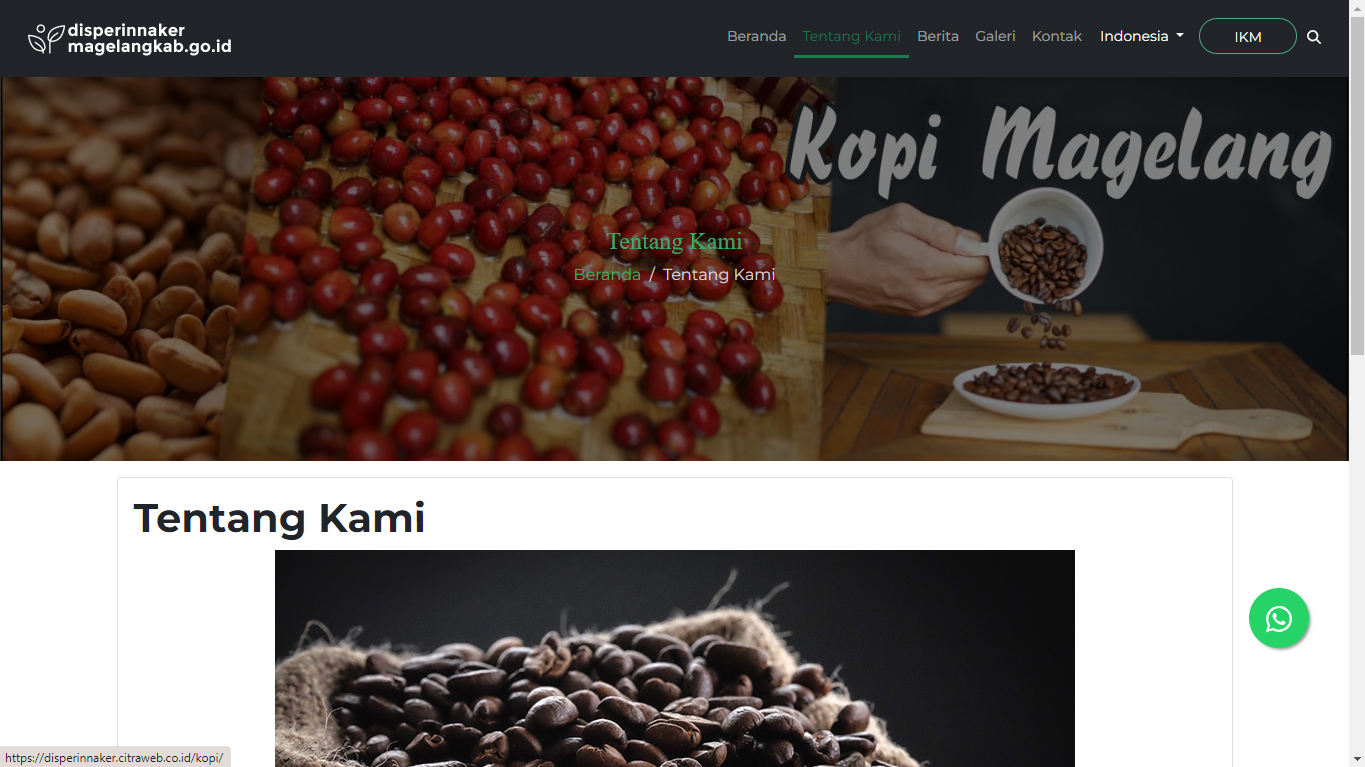 disperinnaker
magelangkab.go.id
Beranda Tentang Kami Berita Galeri Kontak Indonesia IKM
Kopi Magelang
Tentang Kami
Beranda / Tentang Kami
Tentang Kami
https://disperinnaker.citraweb.co.id/kopi/